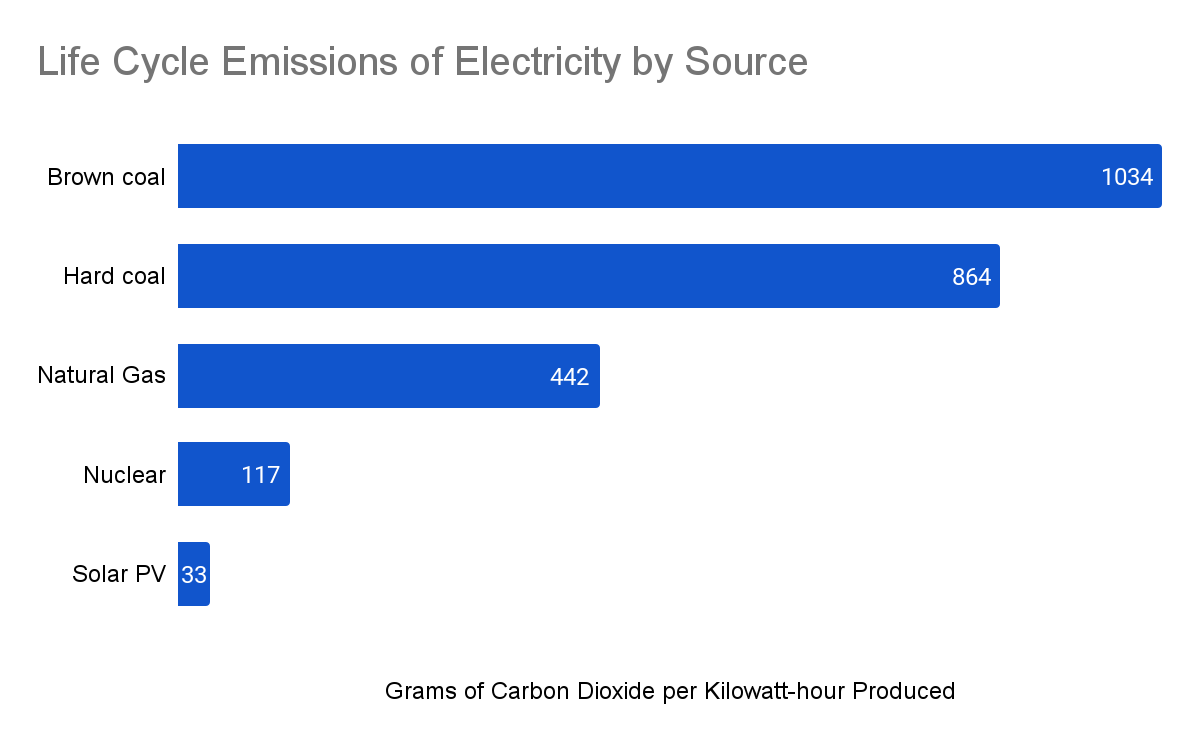 Life Cycle Emissions of Electricity by Source
Brown coal 1034
Hard coal 864
Natural Gas 442
Nuclear 117
Solar PV 33
Grams of Carbon Dioxide per Kilowatt-hour Produced